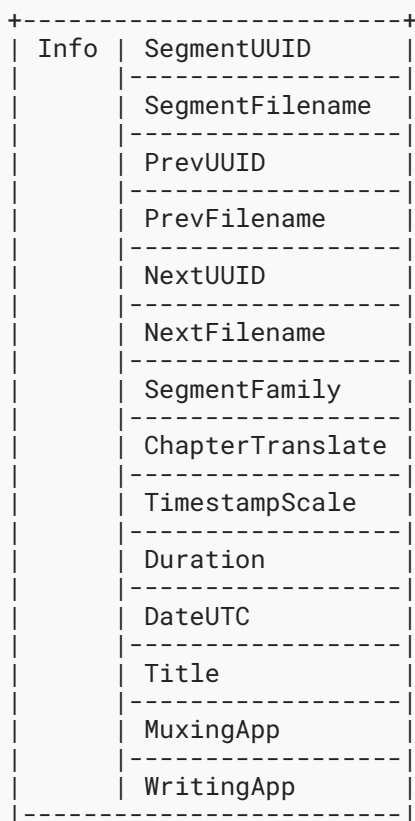 +-------------------------+
| Info | SegmentUUID      |
|      |------------------|
|      | SegmentFilename  |
|      |------------------|
|      | PrevUUID         |
|      |------------------|
|      | PrevFilename     |
|      |------------------|
|      | NextUUID         |
|      |------------------|
|      | NextFilename     |
|      |------------------|
|      | SegmentFamily    |
|      |------------------|
|      | ChapterTranslate |
|      |------------------|
|      | TimestampScale   |
|      |------------------|
|      | Duration         |
|      |------------------|
|      | DateUTC          |
|      |------------------|
|      | Title            |
|      |------------------|
|      | MuxingApp        |
|      |------------------|
|      | WritingApp       |
|-------------------------|